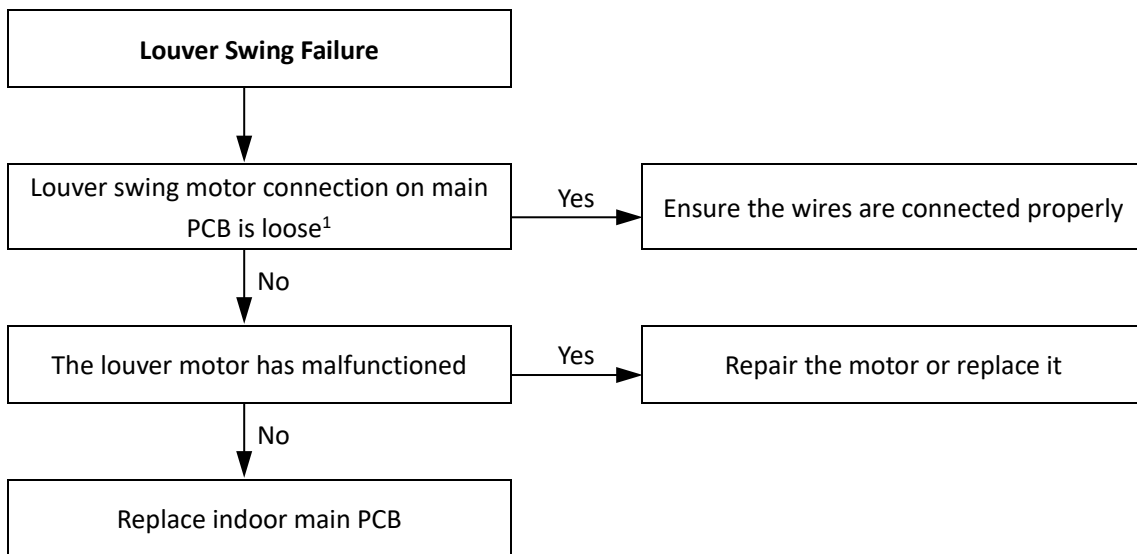 Louver Swing Failure
Louver swing motor connection on main
PCB is loose¹
Yes
Ensure the wires are connected properly
No
The louver motor has malfunctioned
Yes
Repair the motor or replace it
No
Replace indoor main PCB